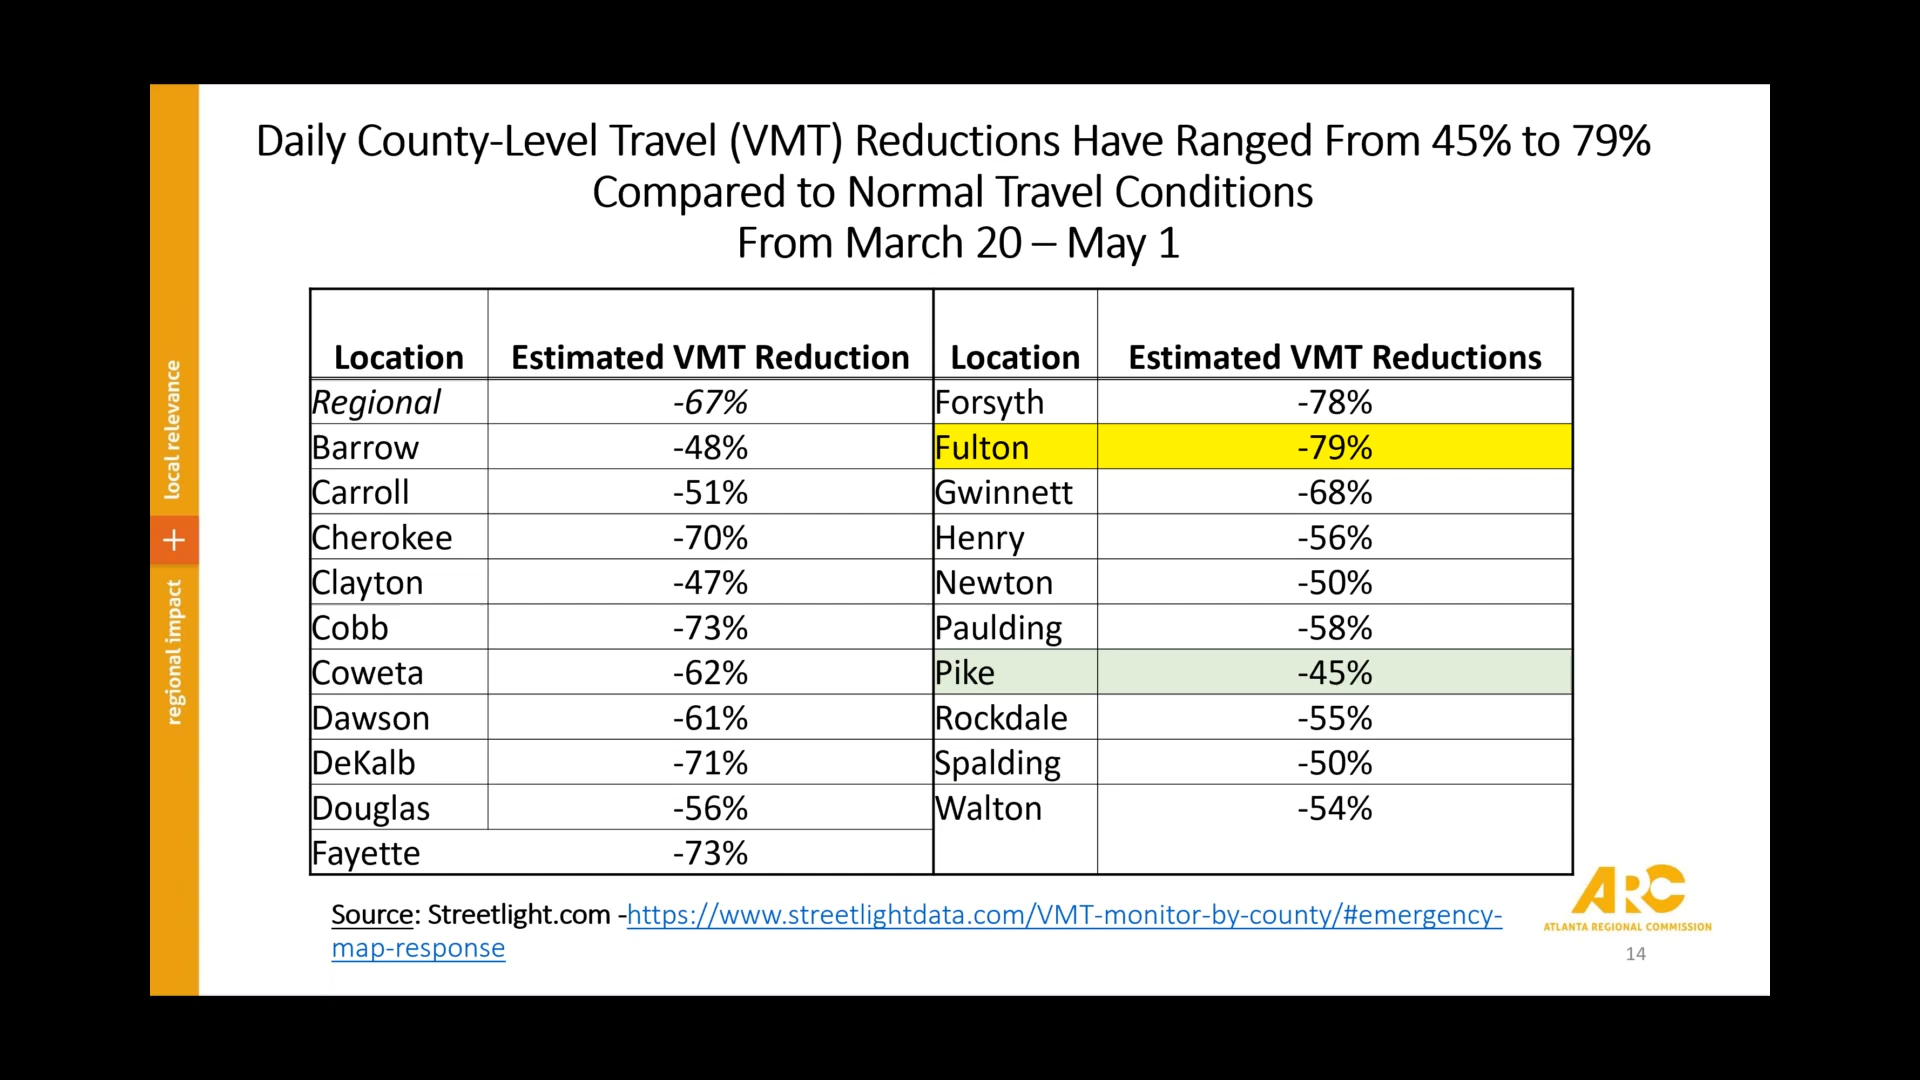 Daily County-Level Travel (VMT) Reductions Have Ranged From 45% to 79%
Compared to Normal Travel Conditions
From March 20 – May 1
Location Estimated VMT Reduction Location Estimated VMT Reductions
Regional -67% Forsyth -78%
Barrow -48% Fulton -79%
Carroll -51% Gwinnett -68%
Cherokee -70% Henry -56%
Clayton -47% Newton -50%
Cobb -73% Paulding -58%
Coweta -62% Pike -45%
Dawson -61% Rockdale -55%
DeKalb -71% Spalding -50%
Douglas -56% Walton -54%
Fayette -73%
Source: Streetlight.com -https://www.streetlightdata.com/VMT-monitor-by-county/#emergency-
map-response
regional impact + local relevance
ARC
ATLANTA REGIONAL COMMISSION
14